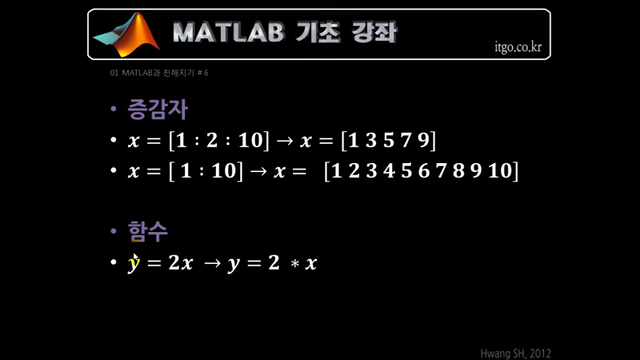 MATLAB 기초 강좌
itgo.co.kr
01 MATLAB과 친해지기 # 6
• 증감자
• x = [1 : 2 : 10] → x = [1 3 5 7 9]
• x = [ 1 : 10] → x = [1 2 3 4 5 6 7 8 9 10]
• 함수
• y = 2x → y = 2 * x
Hwang SH, 2012